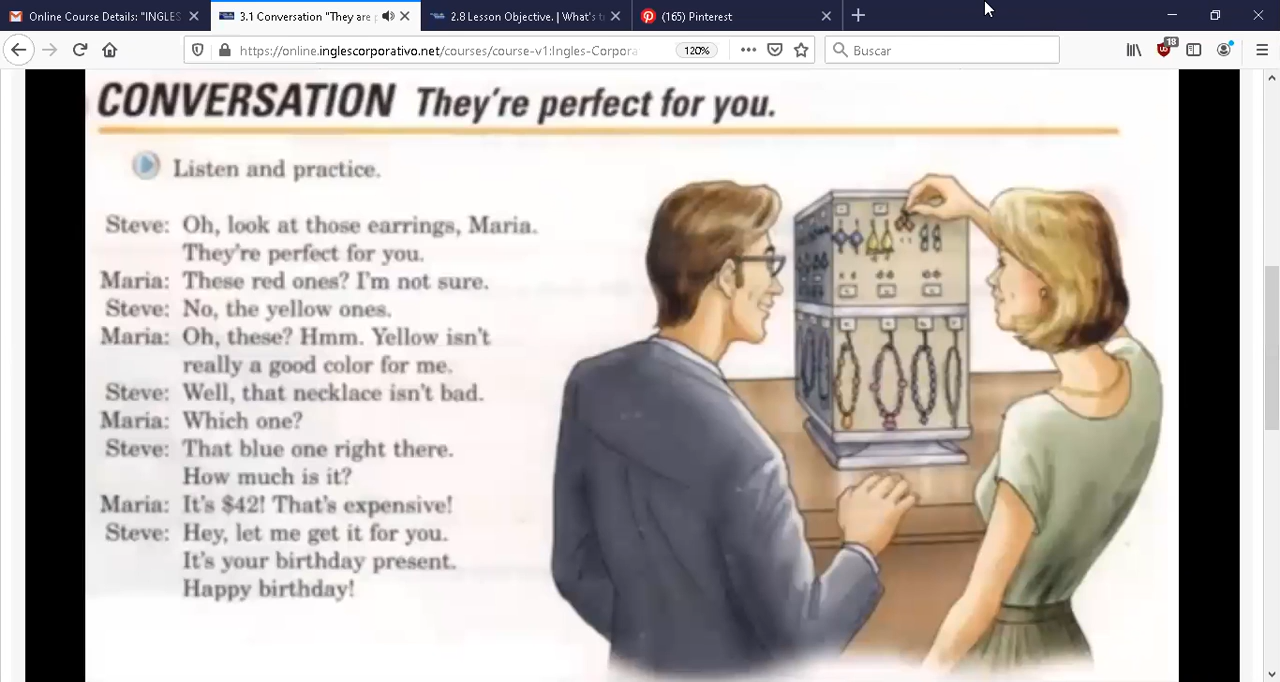 Online Course Details: "INGLES
3.1 Conversation "They are p
2.8 Lesson Objective. | What's t
(165) Pinterest
https://online.inglescorporativo.net/courses/course-v1:Ingles-Corpora
120%
Buscar
18
CONVERSATION They're perfect for you.
Listen and practice.
Steve: Oh, look at those earrings, Maria.
They're perfect for you.
Maria: These red ones? I'm not sure.
Steve: No, the yellow ones.
Maria: Oh, these? Hmm. Yellow isn't
really a good color for me.
Steve: Well, that necklace isn't bad.
Maria: Which one?
Steve: That blue one right there.
How much is it?
Maria: It's $42! That's expensive!
Steve: Hey, let me get it for you.
It's your birthday present.
Happy birthday!